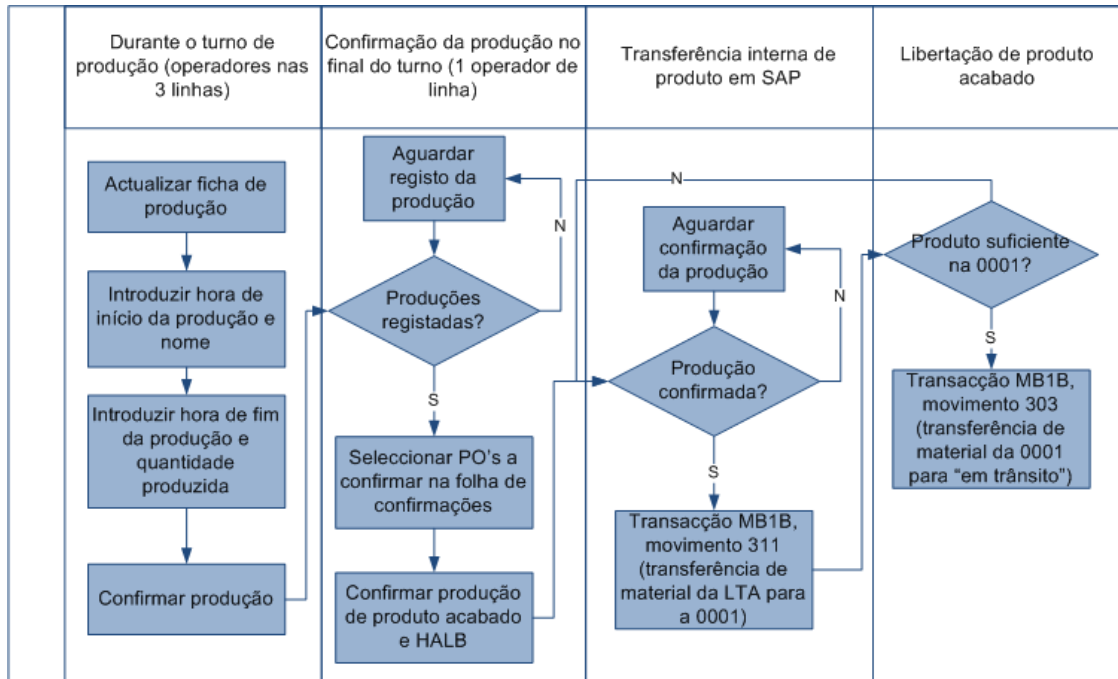 Durante o turno de
produção (operadores nas
3 linhas)
Confirmação da produção no
final do turno (1 operador de
linha)
Transferência interna de
produto em SAP
Libertação de produto
acabado
Actualizar ficha de
produção
Introduzir hora de
início da produção e
nome
Introduzir hora de fim
da produção e
quantidade
produzida
Confirmar produção
Aguardar
registo da
produção
N
Produções
registadas?
S
Seleccionar PO's a
confirmar na folha de
confirmações
Confirmar produção
de produto acabado
e HALB
N
Aguardar
confirmação
da produção
N
Produção
confirmada?
S
Transacção MB1B,
movimento 311
(transferência de
material da LTA para
a 0001)
Produto suficiente
na 0001?
S
Transacção MB1B,
movimento 303
(transferência de
material da 0001
para “em trânsito”)